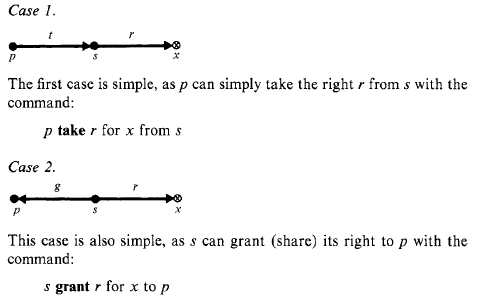 Case 1.
t r
p s x
The first case is simple, as p can simply take the right r from s with the
command:
p take r for x from s
Case 2.
g r
p s x
This case is also simple, as s can grant (share) its right to p with the
command:
s grant r for x to p